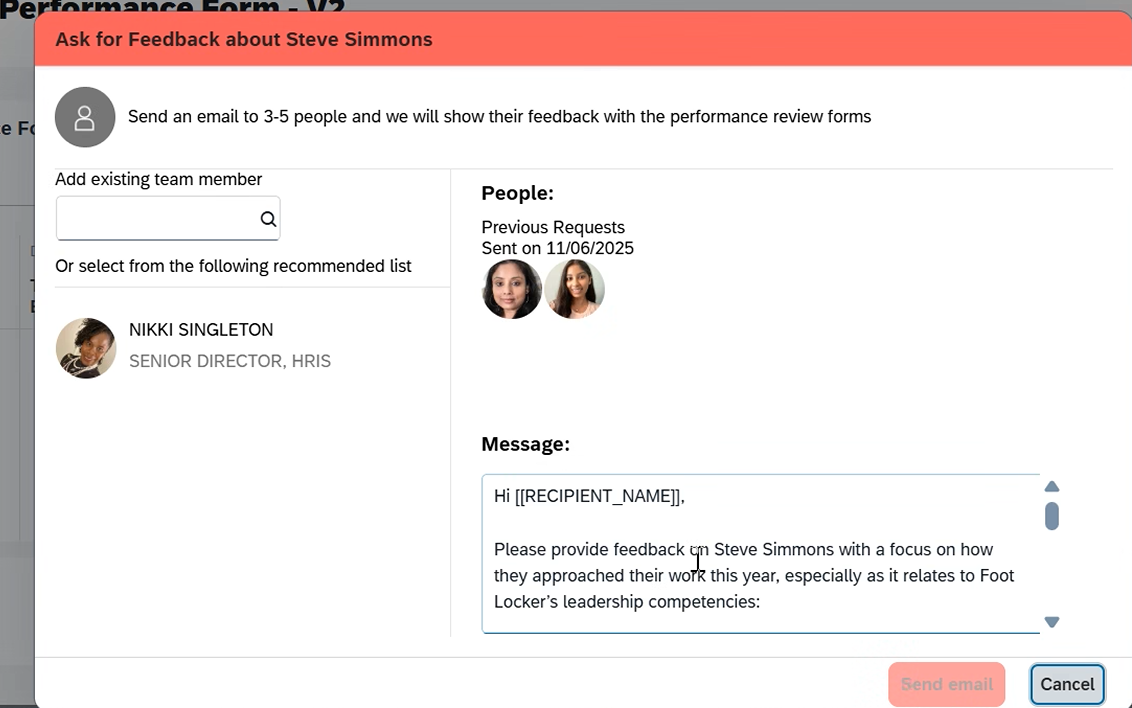 Performance Form - V2
Ask for Feedback about Steve Simmons
Send an email to 3-5 people and we will show their feedback with the performance review forms
Add existing team member
Or select from the following recommended list
NIKKI SINGLETON
SENIOR DIRECTOR, HRIS
People:
Previous Requests
Sent on 11/06/2025
Message:
Hi [[RECIPIENT_NAME]],
Please provide feedback on Steve Simmons with a focus on how
they approached their work this year, especially as it relates to Foot
Locker’s leadership competencies:
Send email
Cancel